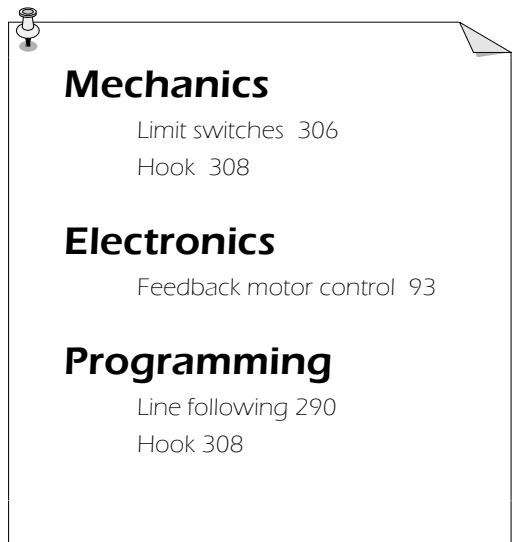 Mechanics
Limit switches 306
Hook 308
Electronics
Feedback motor control 93
Programming
Line following 290
Hook 308